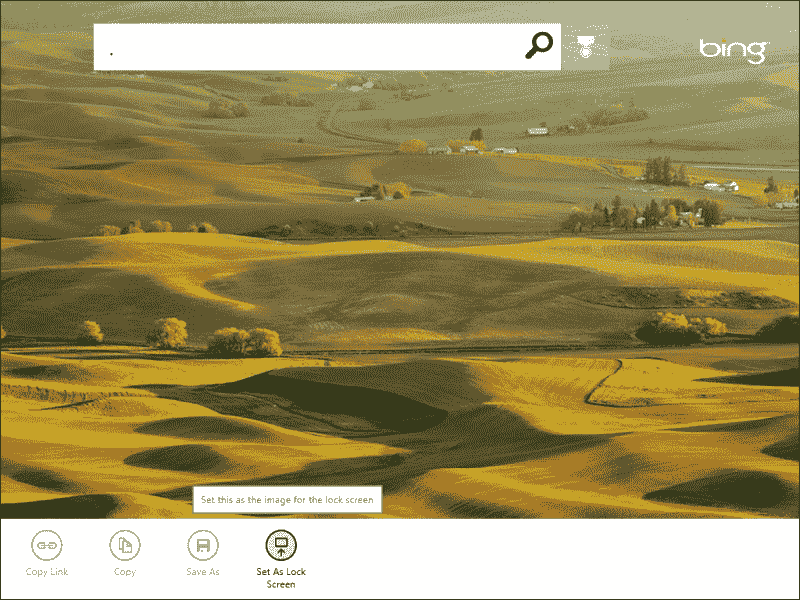 .
bing
Set this as the image for the lock screen
Copy Link
Copy
Save As
Set As Lock
Screen